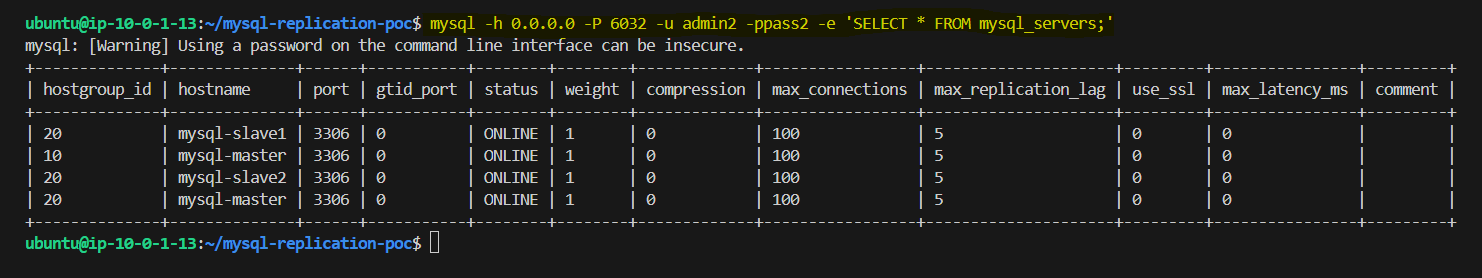 ubuntu@ip-10-0-1-13:~/mysql-replication-poc$ mysql -h 0.0.0.0 -P 6032 -u admin2 -ppass2 -e 'SELECT * FROM mysql_servers;'
mysql: [Warning] Using a password on the command line interface can be insecure.
+--------------+--------------+------+-----------+--------+--------+-------------+-----------------+---------------------+---------+----------------+---------+
| hostgroup_id | hostname     | port | gtid_port | status | weight | compression | max_connections | max_replication_lag | use_ssl | max_latency_ms | comment |
+--------------+--------------+------+-----------+--------+--------+-------------+-----------------+---------------------+---------+----------------+---------+
| 20           | mysql-slave1 | 3306 | 0         | ONLINE | 1      | 0           | 100             | 5                   | 0       | 0              |         |
| 10           | mysql-master | 3306 | 0         | ONLINE | 1      | 0           | 100             | 5                   | 0       | 0              |         |
| 20           | mysql-slave2 | 3306 | 0         | ONLINE | 1      | 0           | 100             | 5                   | 0       | 0              |         |
| 20           | mysql-master | 3306 | 0         | ONLINE | 1      | 0           | 100             | 5                   | 0       | 0              |         |
+--------------+--------------+------+-----------+--------+--------+-------------+-----------------+---------------------+---------+----------------+---------+
ubuntu@ip-10-0-1-13:~/mysql-replication-poc$